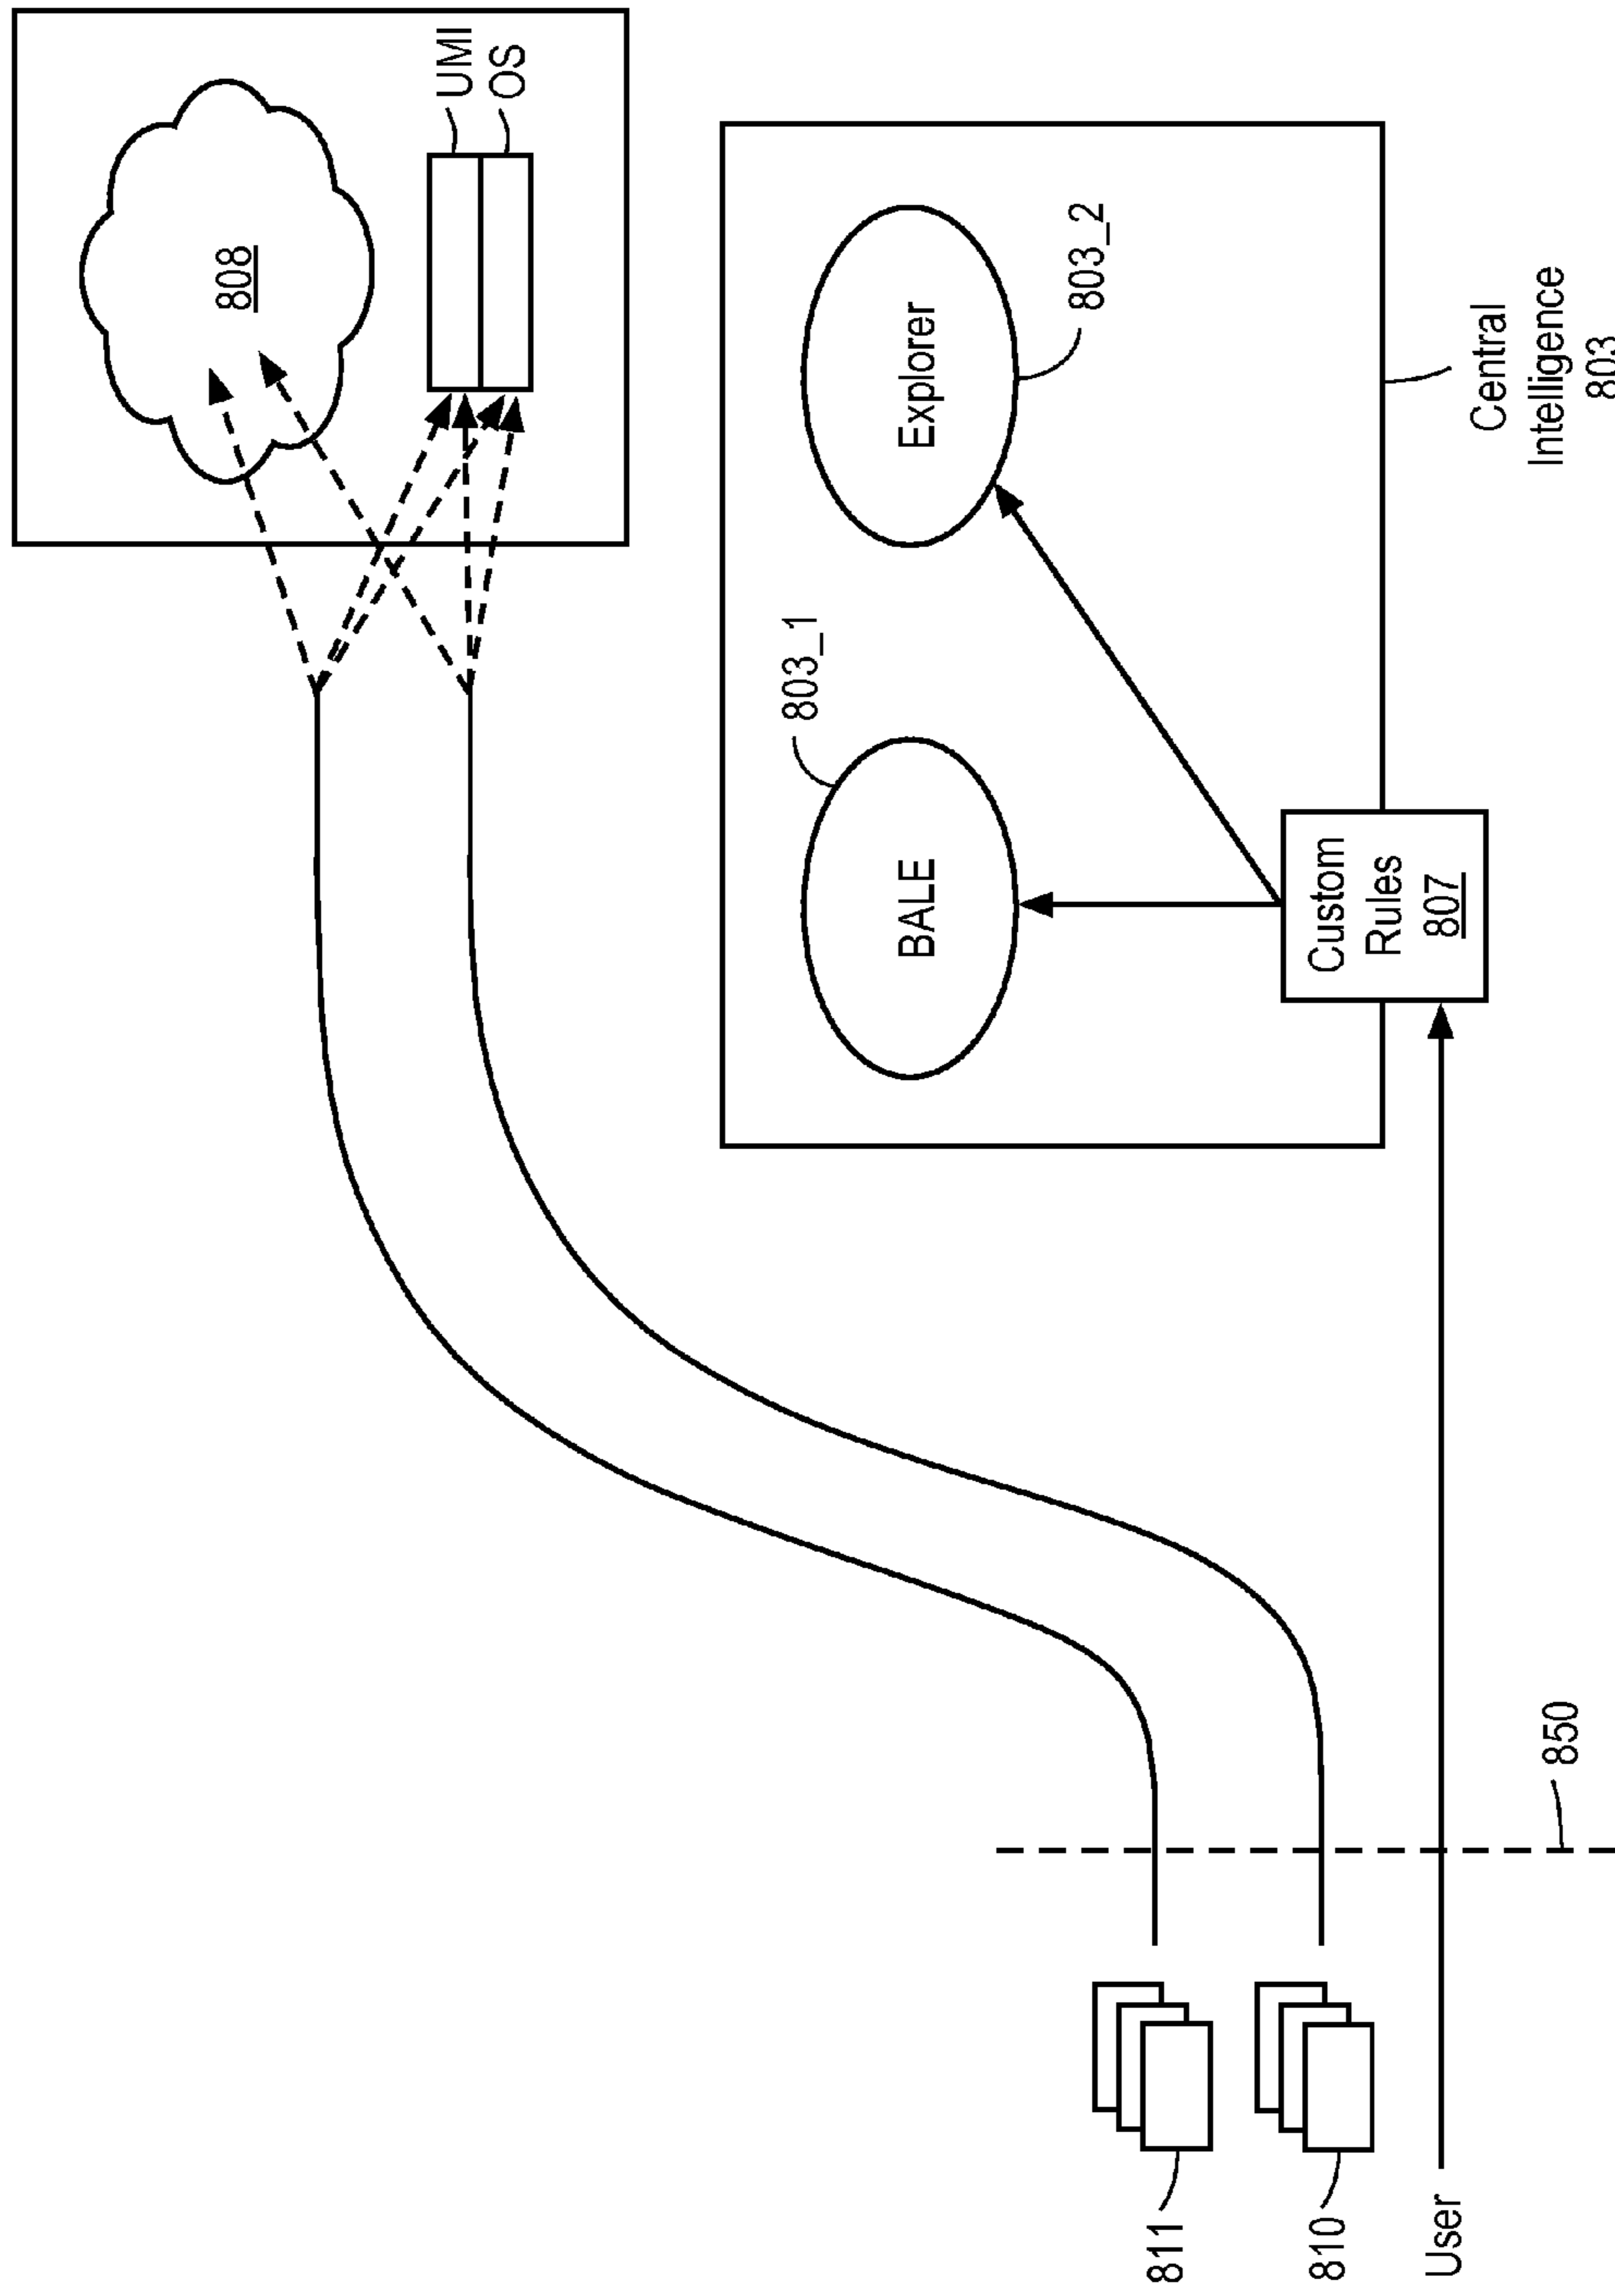 808
UMI
OS
803_1
BALE
Explorer
803_2
Custom
Rules
807
Central
Intelligence
803
811
810
User
850